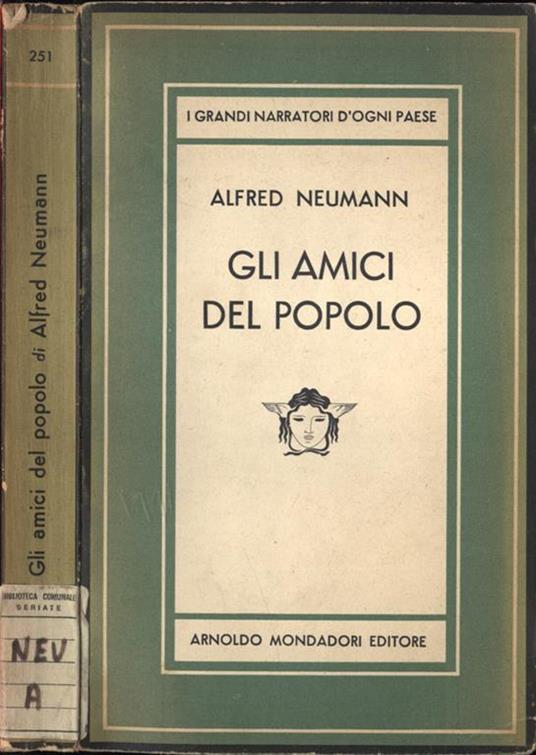 251
Gli amici del popolo di Alfred Neumann
BIBLIOTECA COMUNALE
SERIATE
NEU
A
I GRANDI NARRATORI D'OGNI PAESE
ALFRED NEUMANN
GLI AMICI
DEL POPOLO
ARNOLDO MONDADORI EDITORE